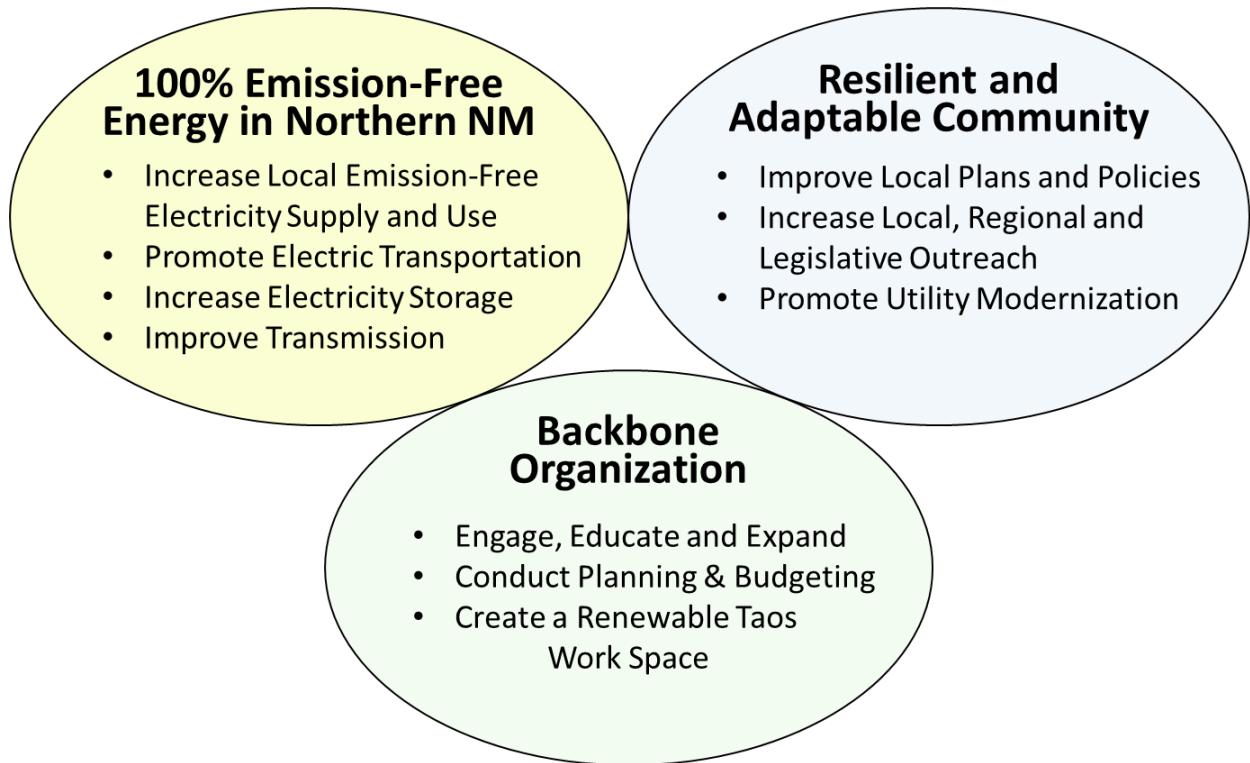 100% Emission-Free
Energy in Northern NM
• Increase Local Emission-Free
Electricity Supply and Use
• Promote Electric Transportation
• Increase Electricity Storage
• Improve Transmission
Resilient and
Adaptable Community
• Improve Local Plans and Policies
• Increase Local, Regional and
Legislative Outreach
• Promote Utility Modernization
Backbone
Organization
• Engage, Educate and Expand
• Conduct Planning & Budgeting
• Create a Renewable Taos
Work Space